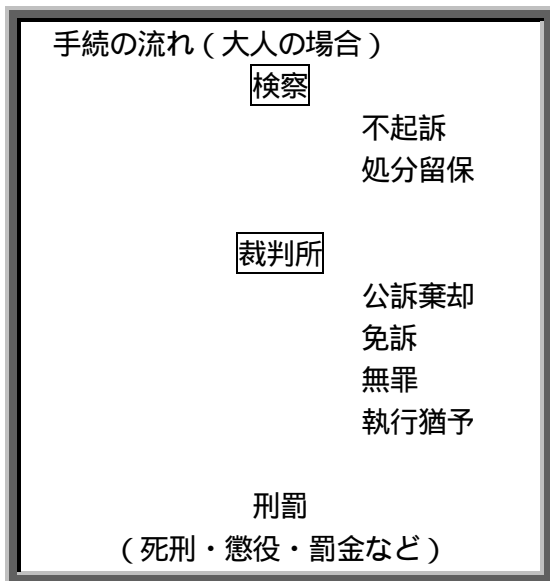 手続の流れ(大人の場合)
検察
不起訴
処分留保
裁判所
公訴棄却
免訴
無罪
執行猶予
刑罰
(死刑・懲役・罰金など)